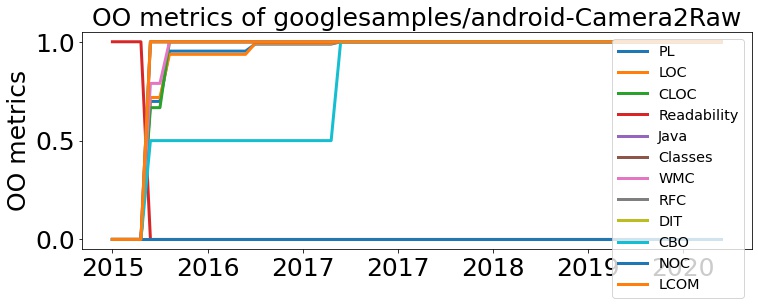 OO metrics of googlesamples/android-Camera2Raw
OO metrics
1.0
0.5
0.0
2015
2016
2017
2017
2018
2019
2020
PL
LOC
CLOC
Readability
Java
Classes
WMC
RFC
DIT
CBO
NOC
LCOM